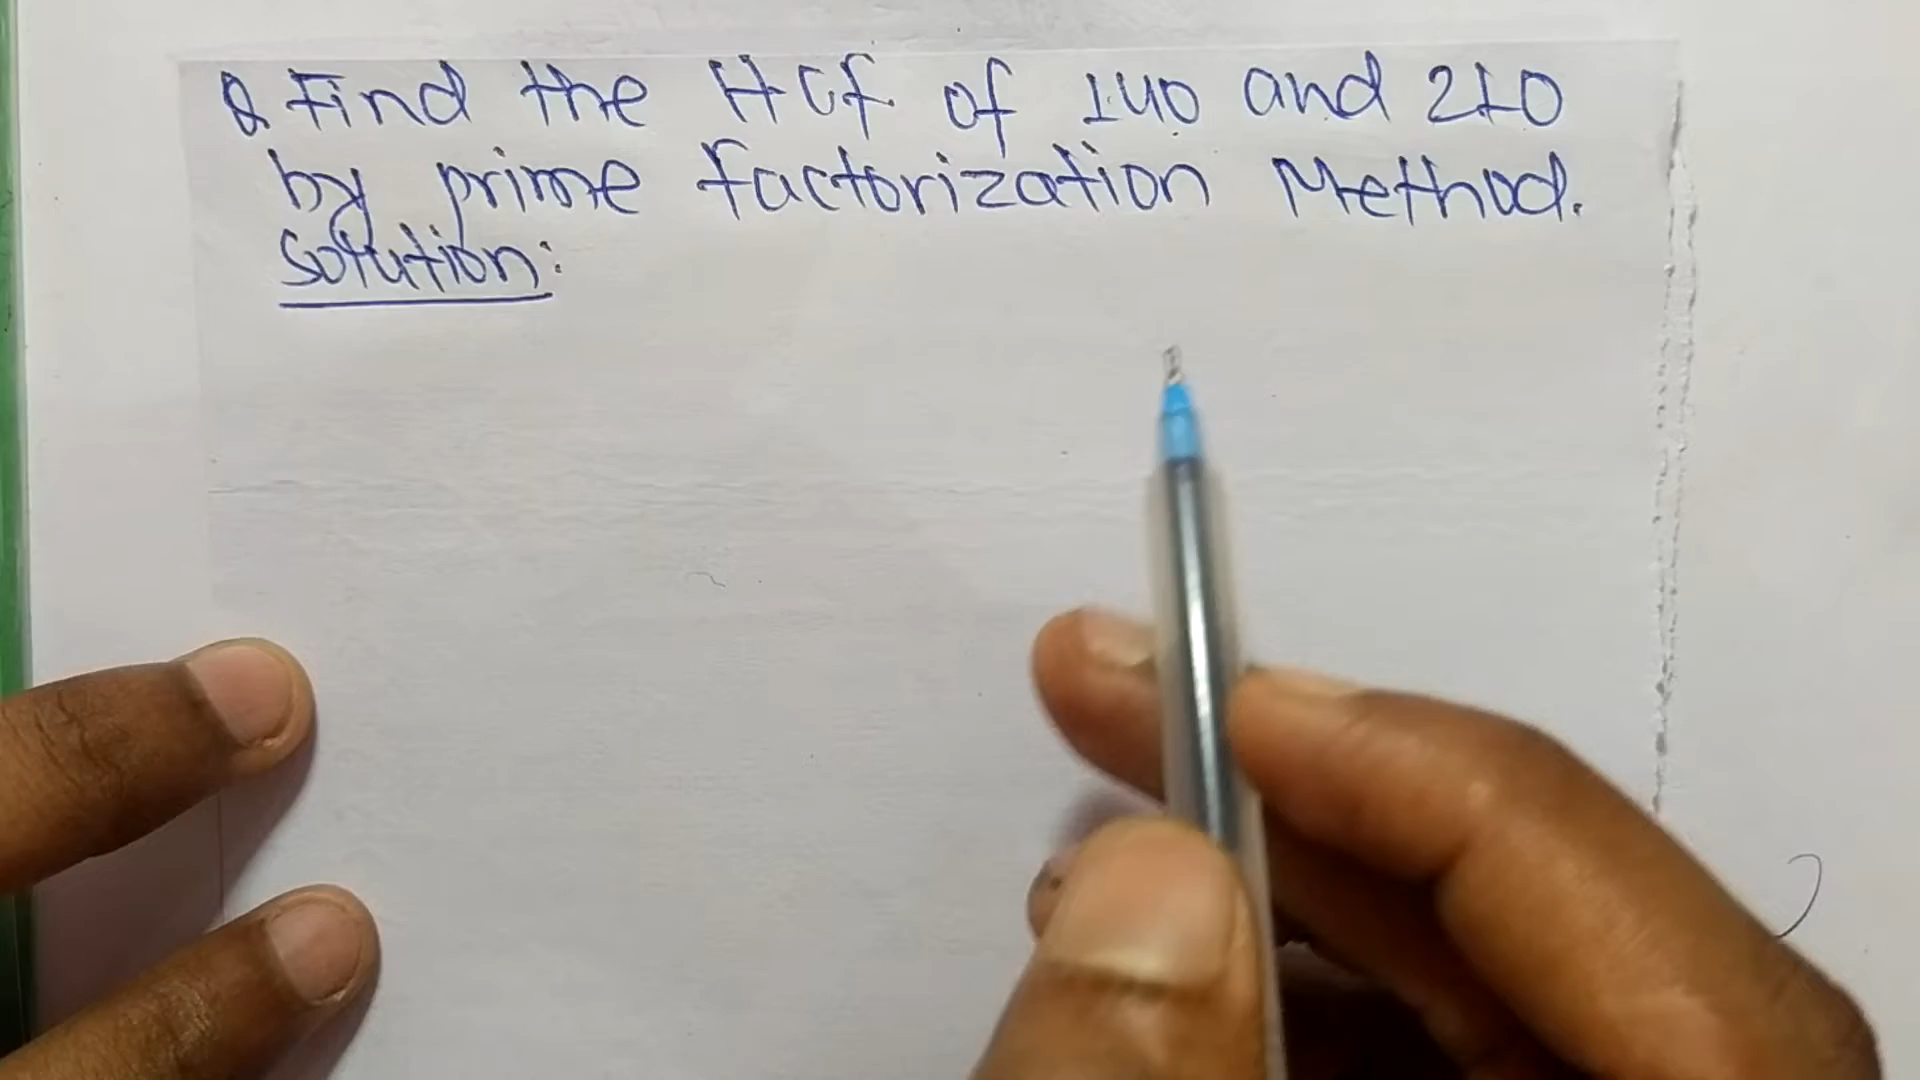 Q. Find the HCF of 140 and 210
by prime factorization Method.
Solution: